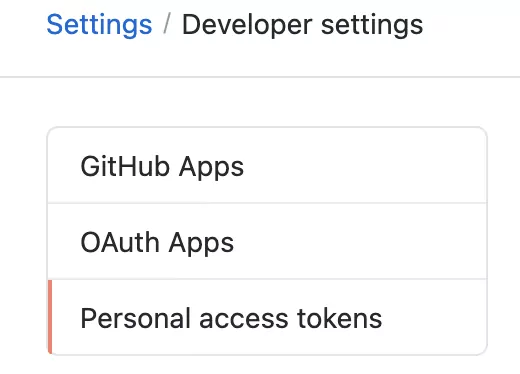 Settings / Developer settings
GitHub Apps
OAuth Apps
Personal access tokens